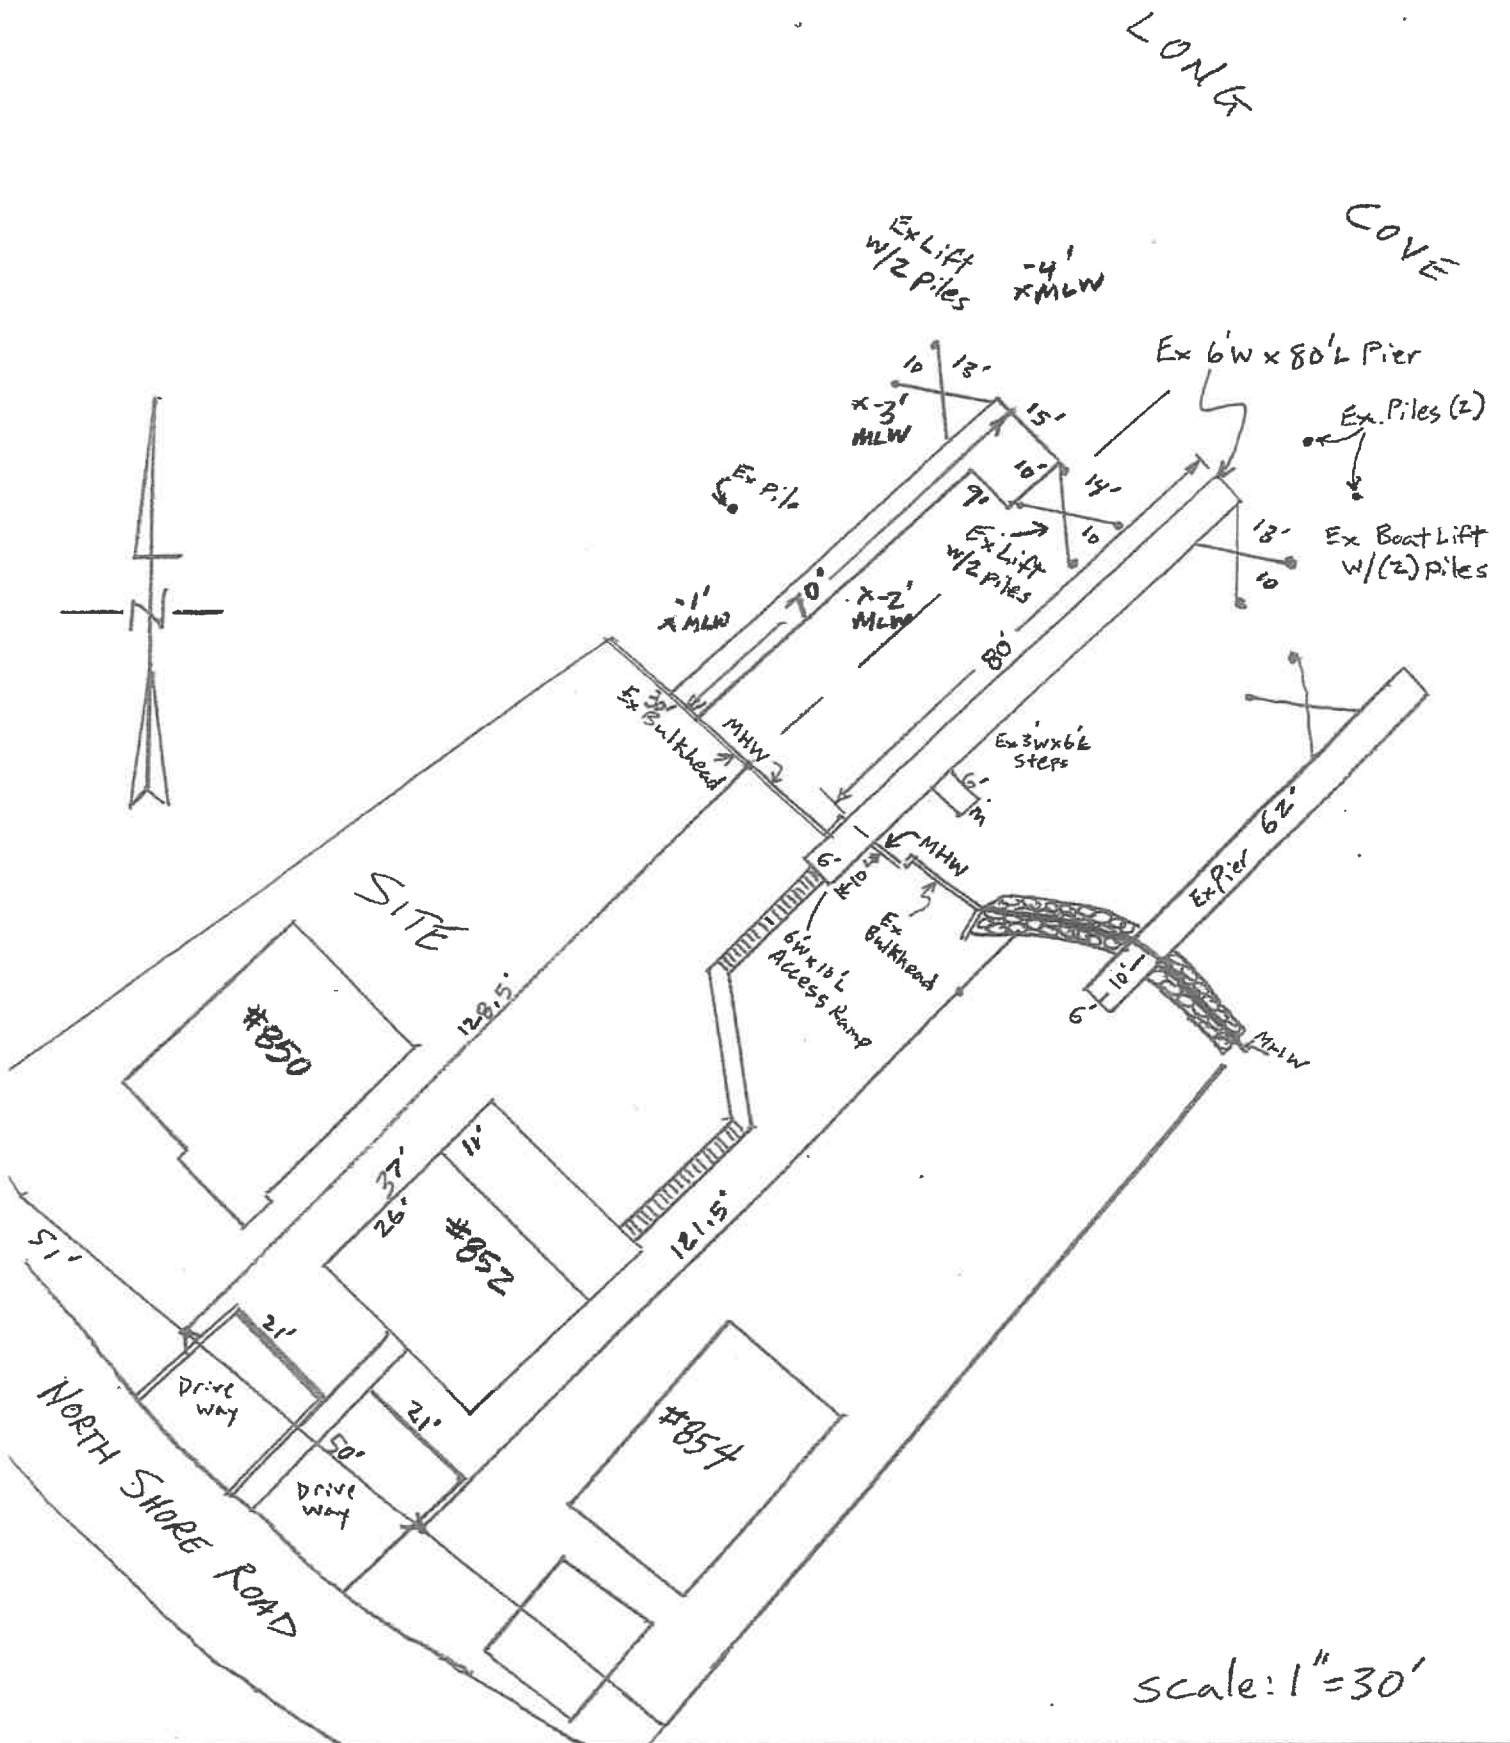 LONG
COVE
Ex Lift
w/2 piles
-4'
x MLW
Ex 6'W x 80'L Pier
10
13'
x-3'
MLW
15'
Ex. Piles (2)
Ex Pile
10'
14'
9'
10
Ex Lift
w/2 piles
13'
10
Ex Boat Lift
w/(2) piles
70'
x-2'
MLW
-1'
x MLW
80'
N
30'
Ex Bulkhead
MHW
Ex 3'W x 6'L
Steps
6'
3'
62'
Ex Pier
6'
10'
MHW
SITE
Ex
Bulkhead
6'W x 10'L
Access Ramp
10'
6'
MHW
128.5'
#850
37'
11'
26'
#852
121.5'
51'
21'
Drive
way
21'
50'
Drive
way
#854
NORTH SHORE ROAD
scale: 1"=30'